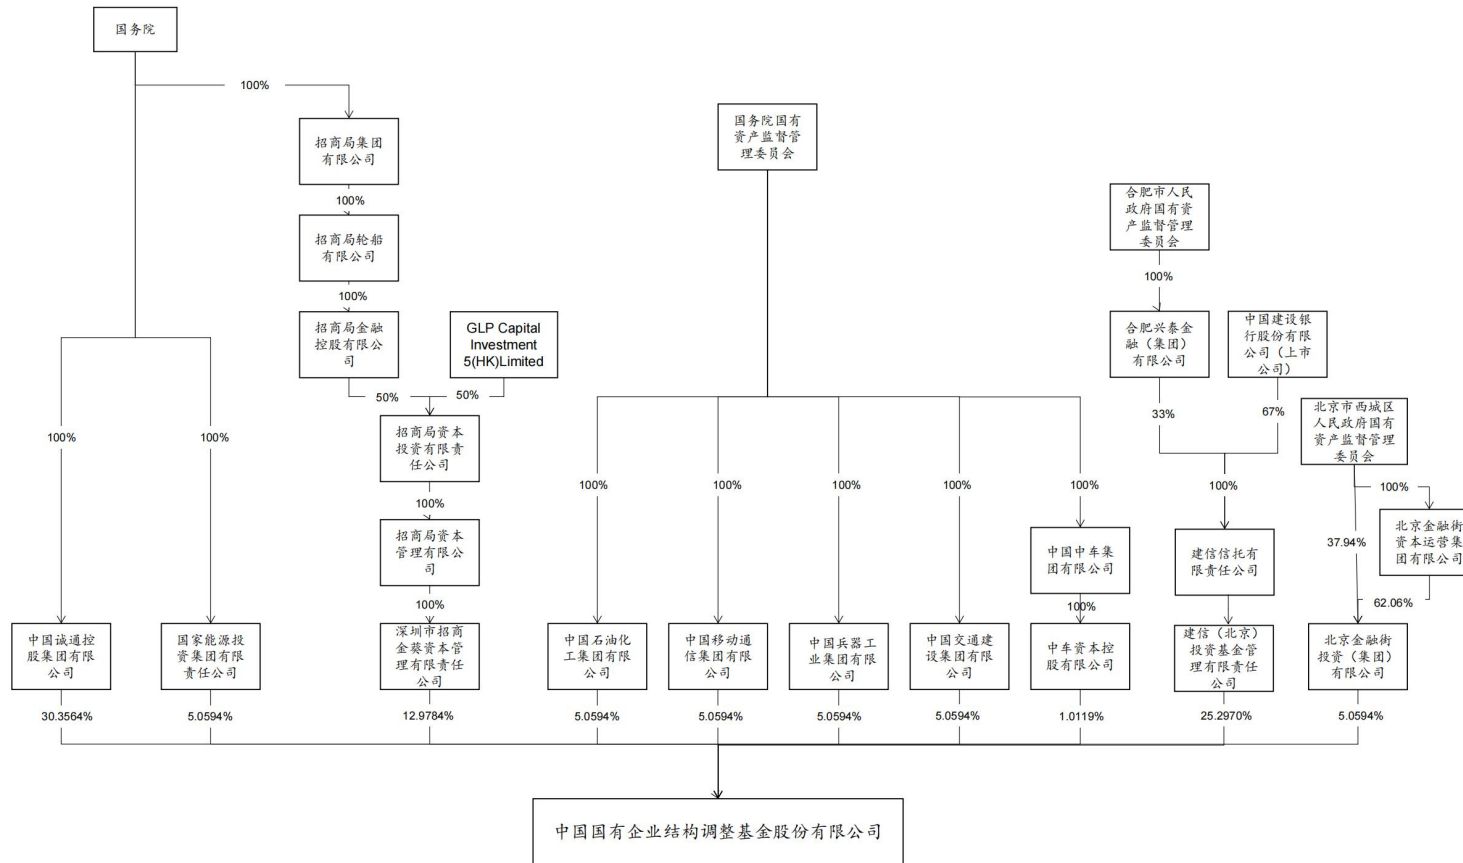 国务院
100%
招商局集团
有限公司
100%
招商局轮船
有限公司
100%
招商局金融
控股有限公
司
GLP Capital
Investment
5(HK)Limited
50%
50%
招商局资本
投资有限责
任公司
100%
招商局资本
管理有限公
司
100%
深圳市招商
金葵资本管
理有限责任
公司
12.9784%
100%
中国诚通控
股集团有限
公司
30.3564%
100%
国家能源投
资集团有限
责任公司
5.0594%
国务院国有
资产监督管
理委员会
100%
中国石油化
工集团有限
公司
5.0594%
100%
中国移动通
信集团有限
公司
5.0594%
100%
中国兵器工
业集团有限
公司
5.0594%
100%
中国交通建
设集团有限
公司
5.0594%
100%
中国中车集
团有限公司
100%
中车资本控
股有限公司
1.0119%
合肥市人民
政府国有资
产监督管理
委员会
100%
合肥兴泰金
融（集团）
有限公司
中国建设银
行股份有限
公司（上市
公司）
33%
67%
100%
建信信托有
限责任公司
建信（北京）
投资基金管
理有限责任
公司
25.2970%
北京市西城区
人民政府国有
资产监督管理
委员会
100%
北京金融街
资本运营集
团有限公司
37.94%
62.06%
北京金融街
投资（集团）
有限公司
5.0594%
中国国有企业结构调整基金股份有限公司